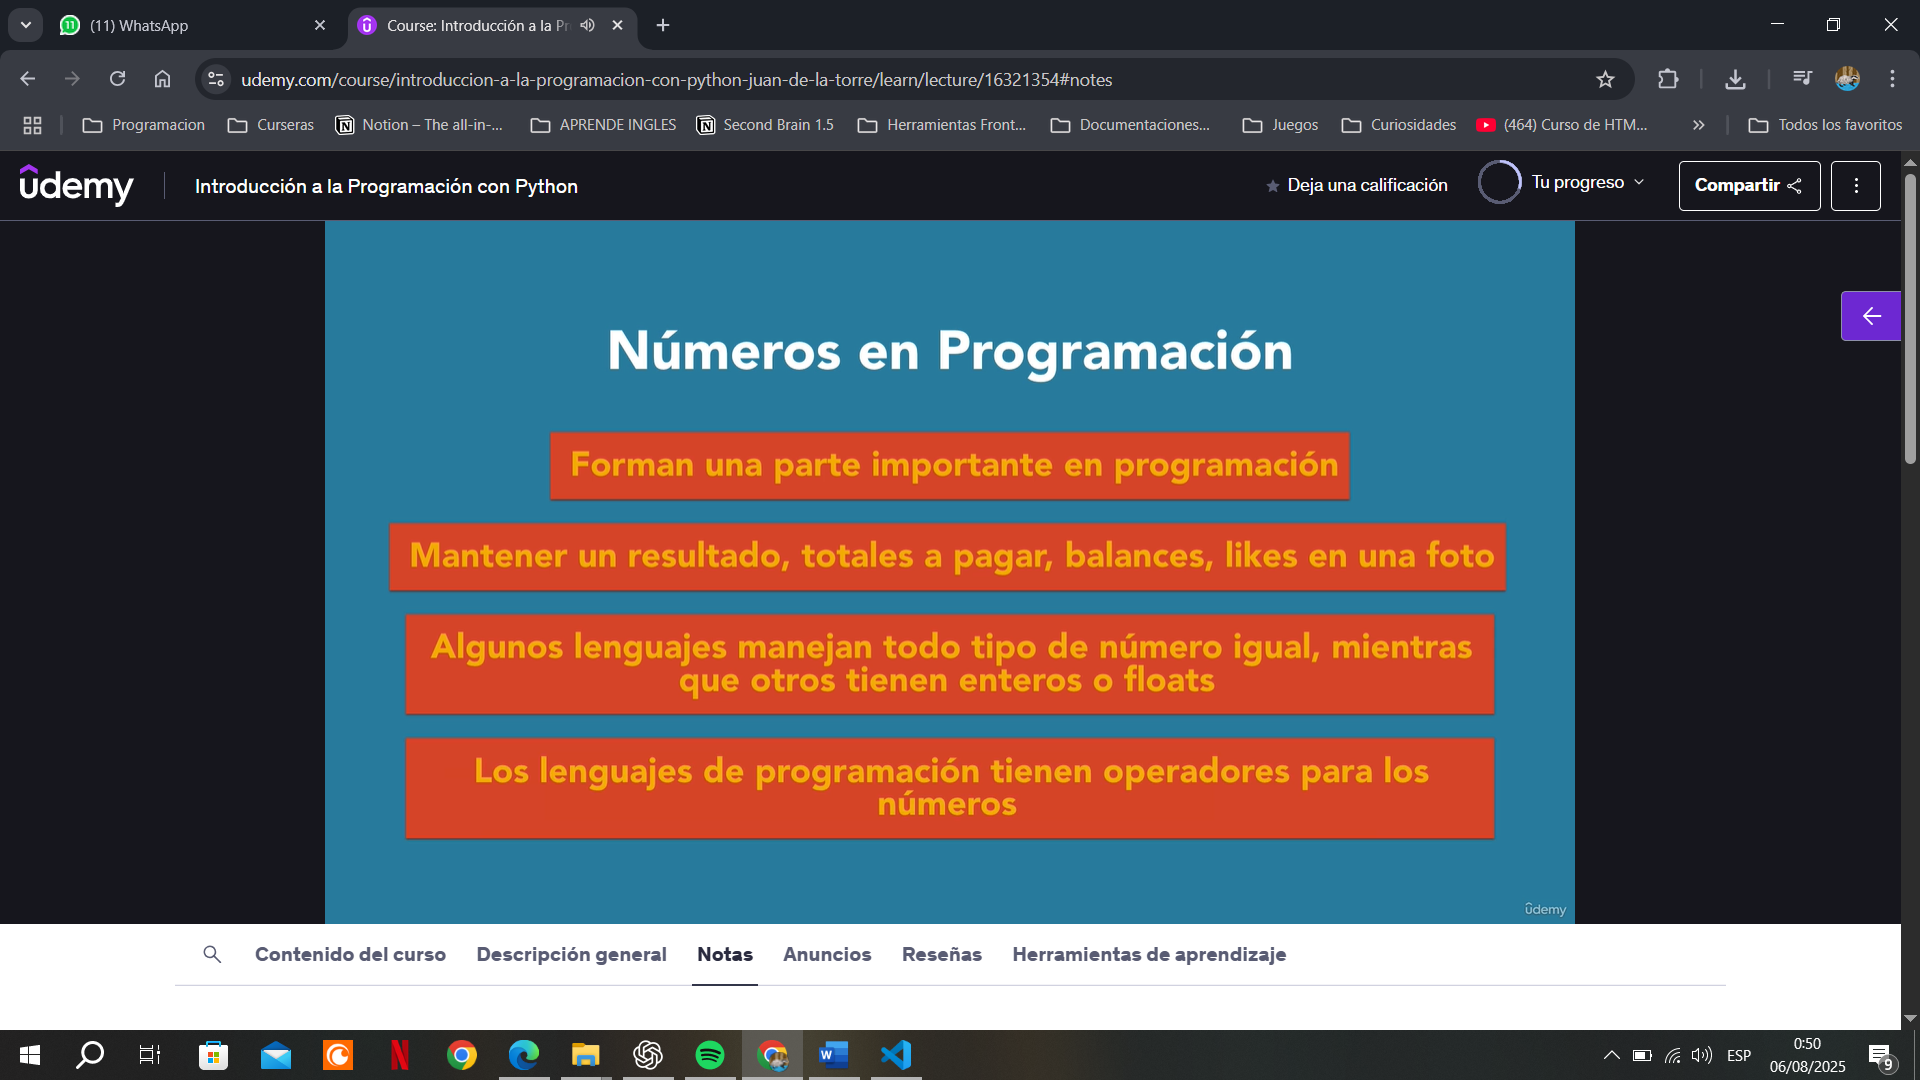 (11) WhatsApp
Course: Introducción a la Pr
udemy.com/course/introduccion-a-la-programacion-con-python-juan-de-la-torre/learn/lecture/16321354#notes
Programacion
Curseras
Notion – The all-in-...
APRENDE INGLES
Second Brain 1.5
Herramientas Front...
Documentaciones...
Juegos
Curiosidades
(464) Curso de HTM...
Todos los favoritos
udemy
Introducción a la Programación con Python
Deja una calificación
Tu progreso
Compartir
Números en Programación
Forman una parte importante en programación
Mantener un resultado, totales a pagar, balances, likes en una foto
Algunos lenguajes manejan todo tipo de número igual, mientras
que otros tienen enteros o floats
Los lenguajes de programación tienen operadores para los
números
udemy
Contenido del curso
Descripción general
Notas
Anuncios
Reseñas
Herramientas de aprendizaje
ESP
0:50
06/08/2025
9